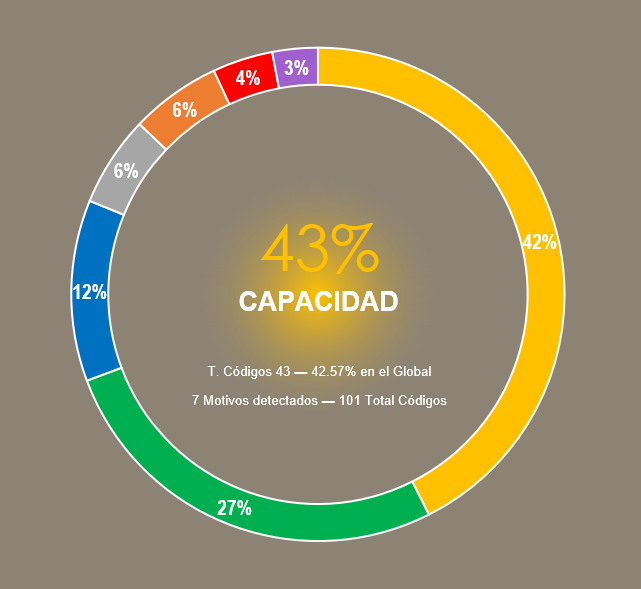 3%
4%
6%
6%
42%
43%
12%
CAPACIDAD
T. Códigos 43 — 42.57% en el Global
7 Motivos detectados — 101 Total Códigos
27%